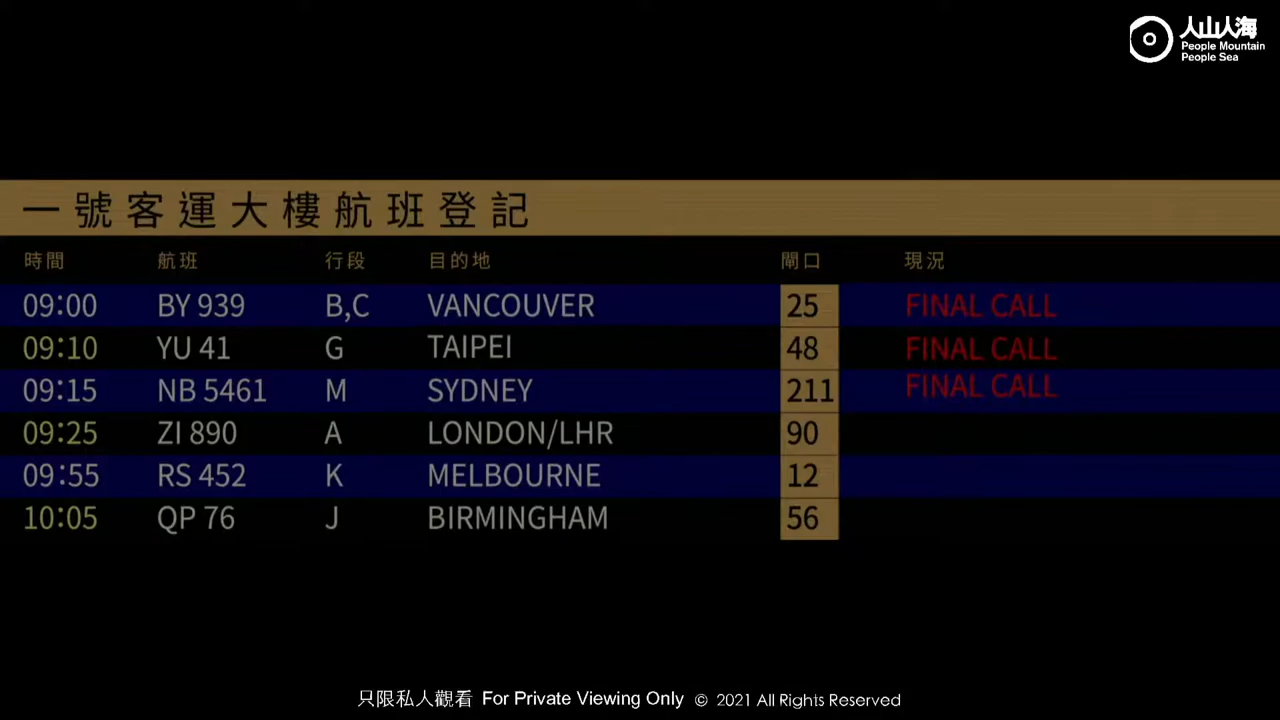 人山人海
People Mountain
People Sea
一號客運大樓航班登記
時間 航班 行段 目的地 閘口 現況
09:00 BY 939 B,C VANCOUVER 25 FINAL CALL
09:10 YU 41 G TAIPEI 48 FINAL CALL
09:15 NB 5461 M SYDNEY 211 FINAL CALL
09:25 ZI 890 A LONDON/LHR 90
09:55 RS 452 K MELBOURNE 12
10:05 QP 76 J BIRMINGHAM 56
只限私人觀看 For Private Viewing Only © 2021 All Rights Reserved